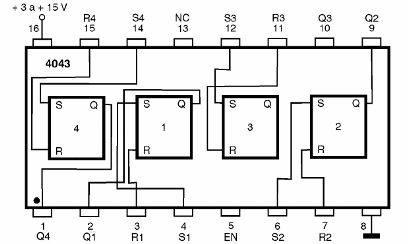 + 3 a + 15 V
R4 S4 NC S3 R3 Q3 Q2
16 15 14 13 12 11 10 9
4043
S Q S Q S Q S Q
4 1 3 2
R R R R
1 2 3 4 5 6 7 8
Q4 Q1 R1 S1 EN S2 R2